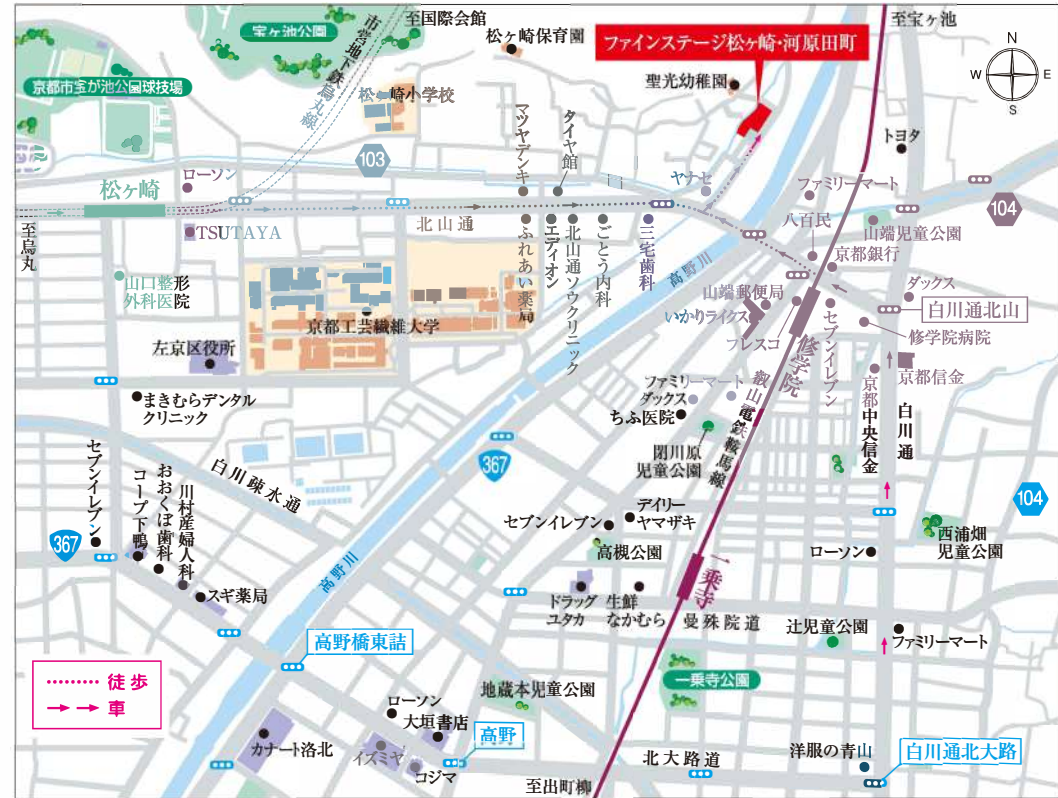 至国際会館
至宝ヶ池
宝ヶ池公園
市営地下鉄烏丸線
松ヶ崎保育園
ファインステージ松ヶ崎・河原田町
N
W
E
S
京都市宝が池公園球技場
松ヶ崎小学校
聖光幼稚園
トヨタ
マツヤデンキ
タイヤ館
103
ローソン
松ヶ崎
ヤナセ
ファミリーマート
104
八百民
山端児童公園
至烏丸
TSUTAYA
北山通
ふれあい薬局
エディオン
北山通ソウクリニック
ごとう内科
三宅歯科
高野川
京都銀行
山口整形
外科医院
山端郵便局
ダックス
白川通北山
いかりライクス
フレスコ
修学院
セブンイレブン
修学院病院
京都工芸繊維大学
左京区役所
京都信金
京都中央信金
白川通
ファミリーマート
ダックス
ちふ医院
叡山電鉄鞍馬線
まきむらデンタル
クリニック
閉川原
児童公園
367
セブンイレブン
コープ下鴨
おおくぼ歯科
川村産婦人科
白川疎水通
104
デイリー
ヤマザキ
セブンイレブン
西浦畑
児童公園
367
高槻公園
ローソン
高野川
一乗寺
スギ薬局
ドラッグ
ユタカ
生鮮
なかむら
曼殊院道
辻児童公園
ファミリーマート
高野橋東詰
徒歩
車
一乗寺公園
地蔵本児童公園
ローソン
大垣書店
高野
カナート洛北
イズミヤ
コジマ
北大路道
洋服の青山
白川通北大路
至出町柳